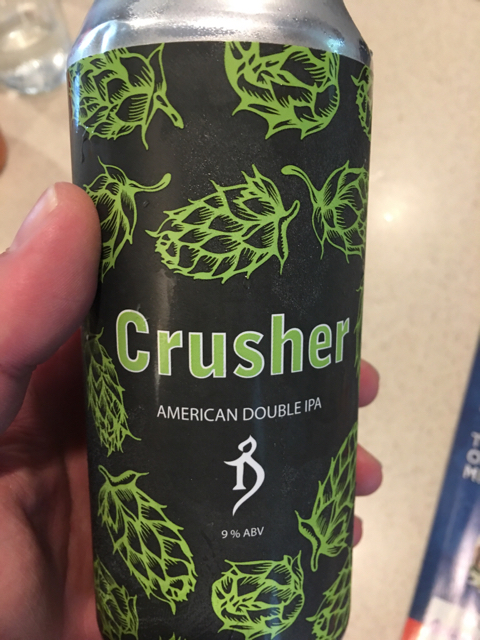 Crusher
AMERICAN DOUBLE IPA
9 % ABV